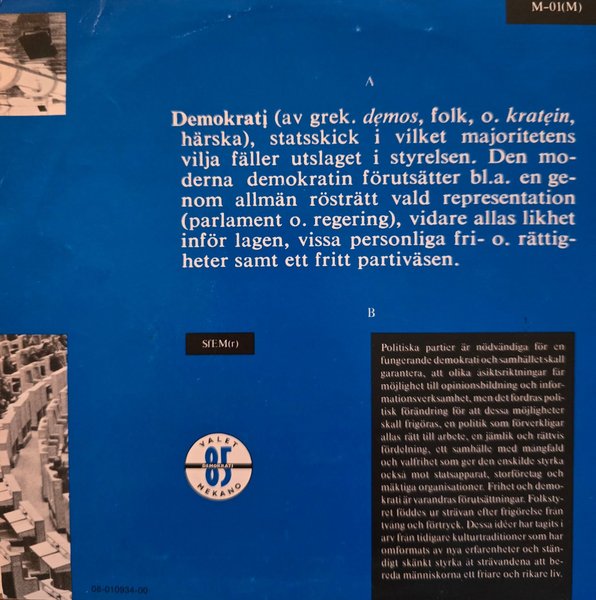 M-01(M)
A
Demokrati (av grek. demos, folk, o. kratein,
härska), statsskick i vilket majoritetens
vilja fäller utslaget i styrelsen. Den mo-
derna demokratin förutsätter bl.a. en ge-
nom allmän rösträtt vald representation
(parlament o. regering), vidare allas likhet
inför lagen, vissa personliga fri- o. rättig-
heter samt ett fritt partiväsen.
B
SfEM(r)
Politiska partier är nödvändiga för en
fungerande demokrati och samhället skall
garantera, att olika åsiktsriktningar får
möjlighet till opinionsbildning och infor-
mationsverksamhet, men det fordras poli-
tisk förändring för att dessa möjligheter
skall frigöras, en politik som förverkligar
allas rätt till arbete, en jämlik och rättvis
fördelning, ett samhälle med mångfald
och valfrihet som ger den enskilde styrka
också mot statsapparat, storföretag och
mäktiga organisationer. Frihet och demo-
krati är varandras förutsättningar. Folksty-
ret föddes ur strävan efter frigörelse från
tvång och förtryck. Dessa idéer har tagits i
arv från tidigare kulturtraditioner som har
omformats av nya erfarenheter och stän-
digt skänkt styrka åt strävandena att be-
reda människorna ett friare och rikare liv.
VALET
85
DEMOKRATI
MEKANO
08-010934-00